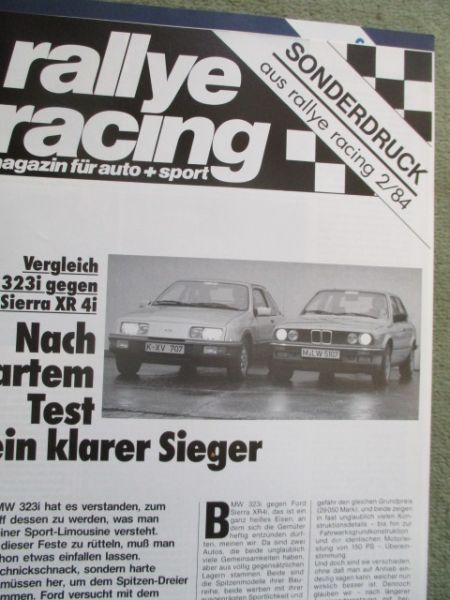 rallye
racing
magazin für auto + sport
SONDERDRUCK
aus rallye racing 2/84
Vergleich
323i gegen
Sierra XR 4i
Nach
artem
Test
ein klarer Sieger
K-XV 707
M-LW 5107
MW 323i hat es verstanden, zum
ff dessen zu werden, was man
iner Sport-Limousine versteht.
dieser Feste zu rütteln, muß man
hon etwas einfallen lassen.
chnickschnack, sondern harte
müssen her, um dem Spitzen-Dreier
mmen. Ford versucht mit dem
BMW 323i gegen Ford
Sierra XR4i, das ist ein
ganz heißes Eisen, an
dem sich die Gemüter
heftig entzünden dürf-
ten, meinen wir. Da sind zwei
Autos, die beide unglaublich
viele Gemeinsamkeiten haben,
aber aus völlig gegensätzlichen
Lagern stammen. Beide sind
die Spitzenmodelle ihrer Bau-
reihe, beide werben mit ihrer
ausgeprägten Sportlichkeit und
gefähr den gleichen Grundpreis
(29 050 Mark), und beide zeigen
in fast unglaublich vielen Kon-
struktionsdetails – bis hin zur
Fahrwerksgrundkonstruktion
und der identischen Motorlei-
stung von 150 PS – Überein-
stimmung.
Und doch sind sie verschieden,
ohne daß man auf Anhieb ein-
deutig sagen kann, welcher nun
wirklich besser ist. Dennoch
glauben wir – nach längerer